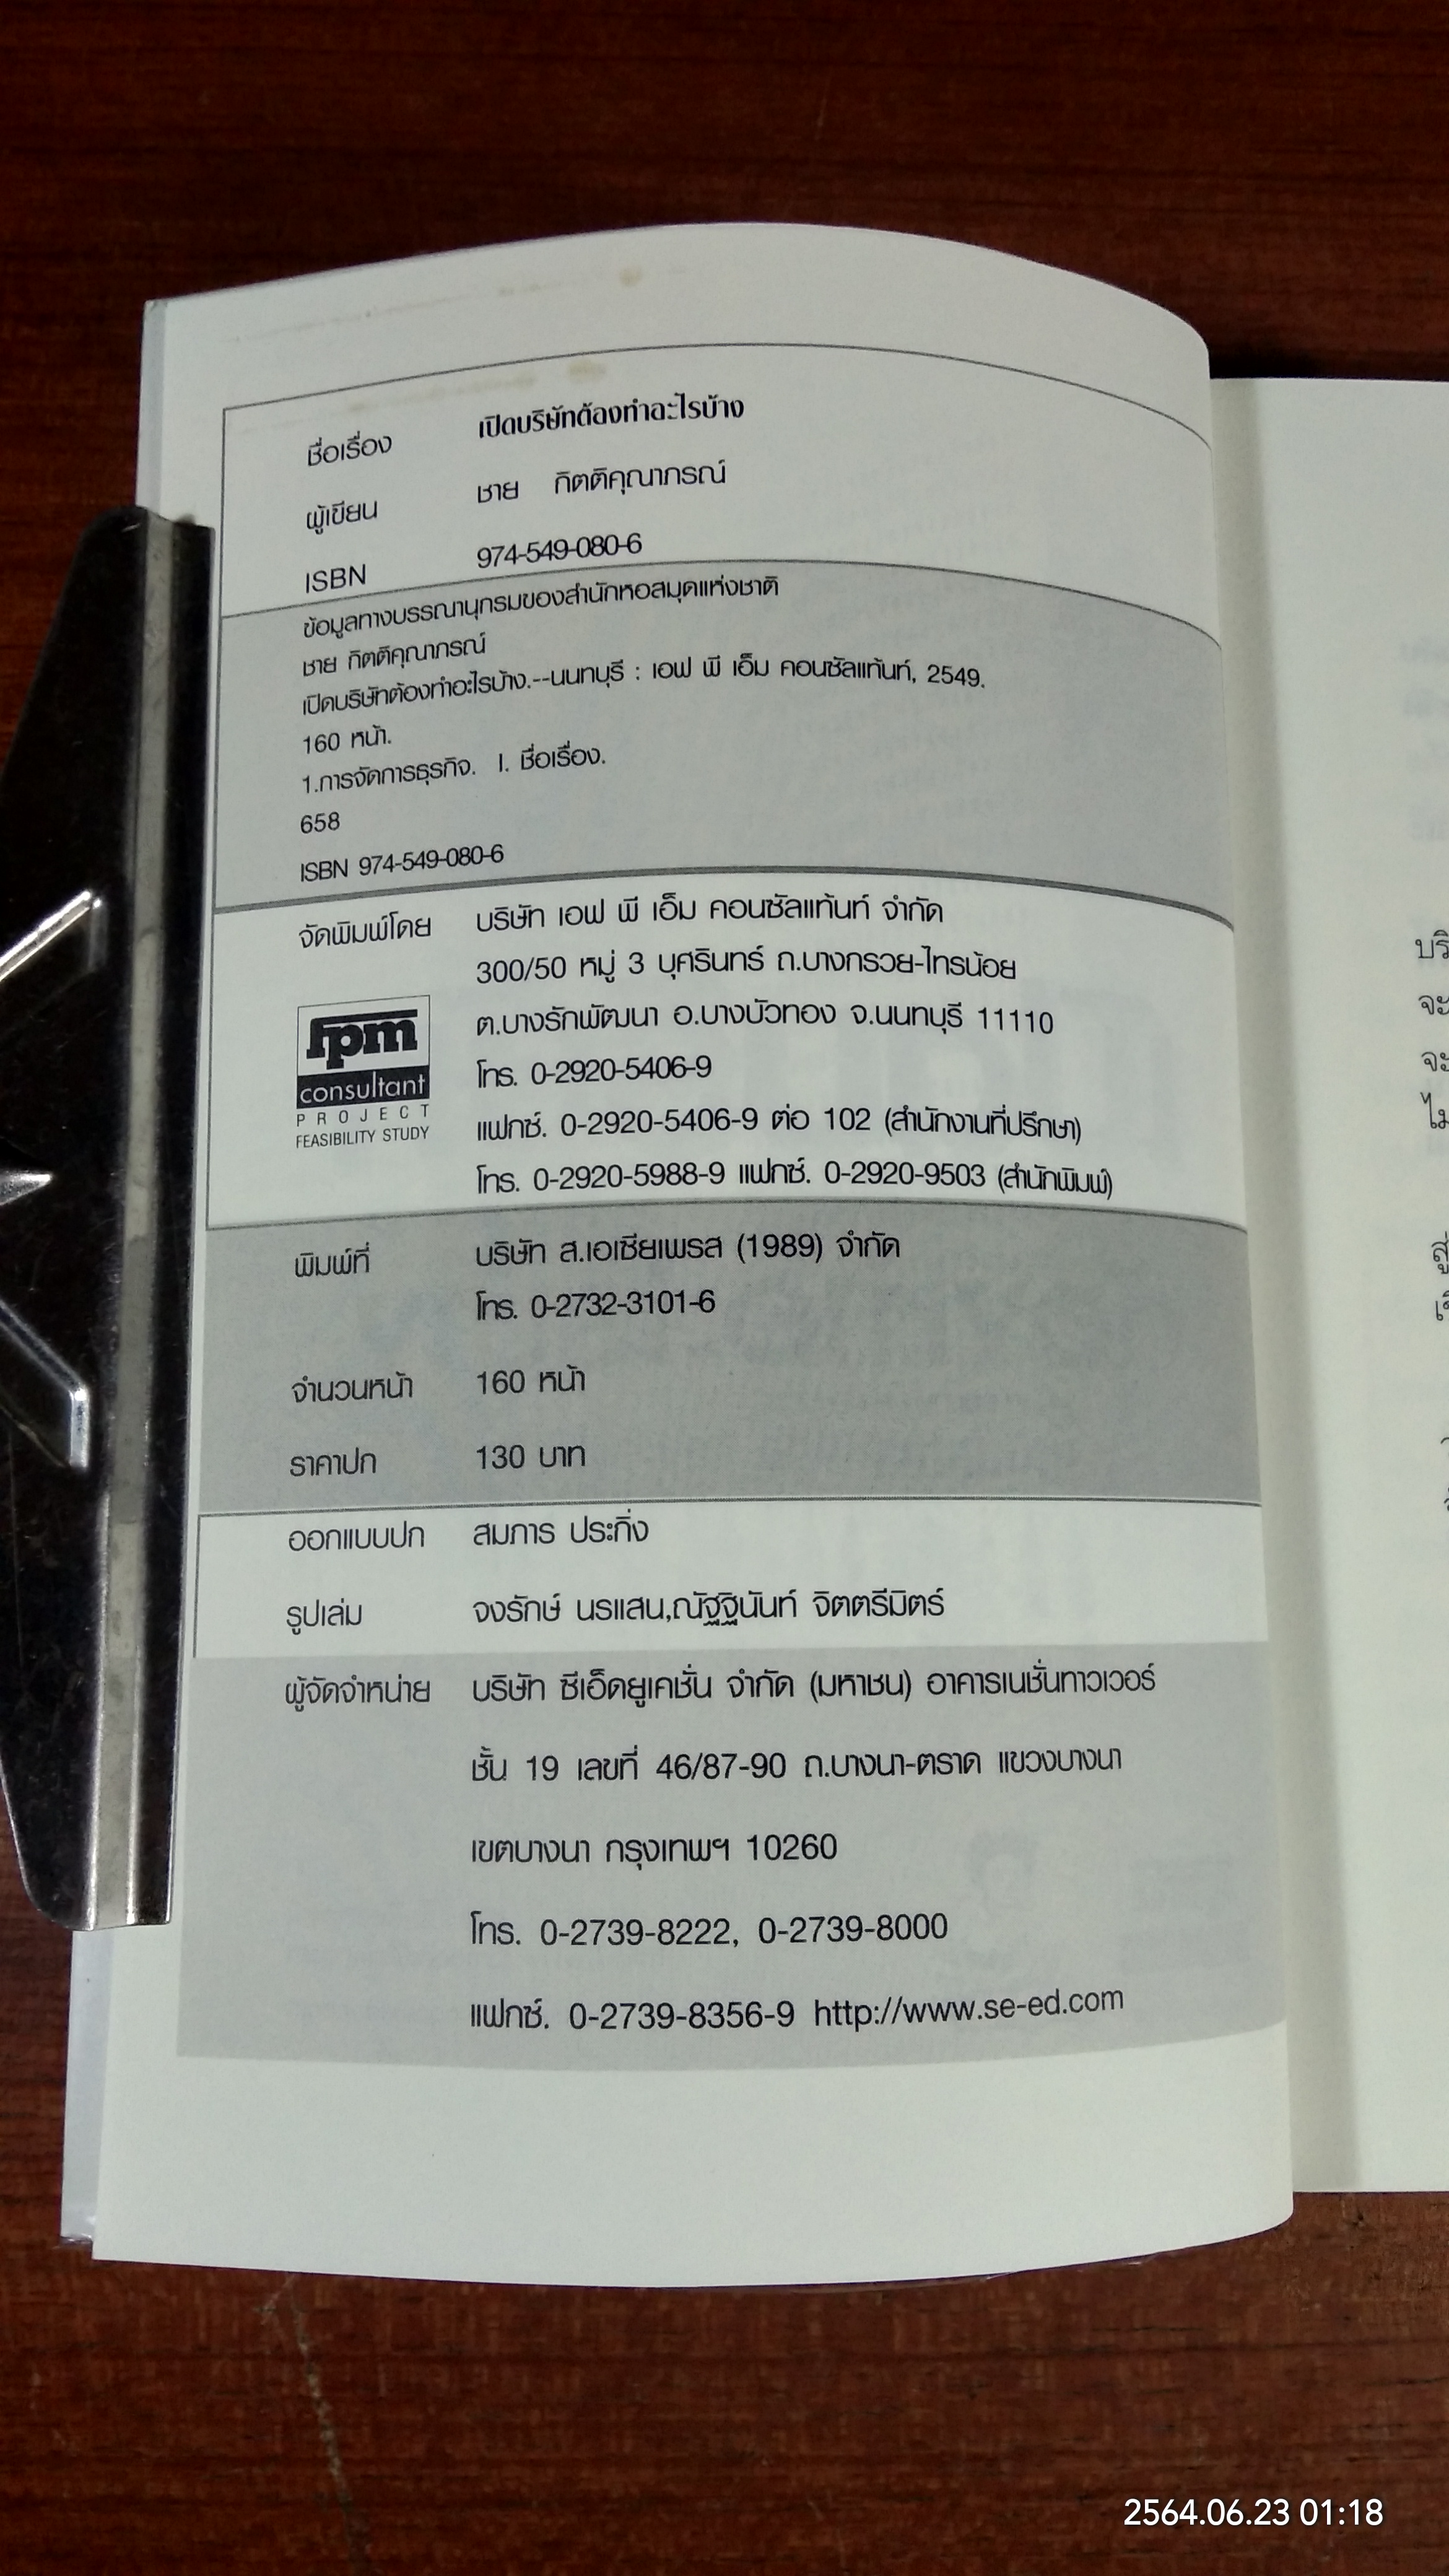 ชื่อเรื่อง เปิดบริษัทต้องทำอะไรบ้าง
ผู้เขียน ชาย กิตติคุณาภรณ์
ISBN 974-549-080-6
ข้อมูลทางบรรณานุกรมของสำนักหอสมุดแห่งชาติ
ชาย กิตติคุณาภรณ์
เปิดบริษัทต้องทำอะไรบ้าง.--นนทบุรี : เอฟ พี เอ็ม คอนซัลแท้นท์, 2549.
160 หน้า.
1.การจัดการธุรกิจ. I. ชื่อเรื่อง.
658
ISBN 974-549-080-6
จัดพิมพ์โดย บริษัท เอฟ พี เอ็ม คอนซัลแท้นท์ จำกัด
300/50 หมู่ 3 บุศรินทร์ ถ.บางกรวย-ไทรน้อย
ต.บางรักพัฒนา อ.บางบัวทอง จ.นนทบุรี 11110
โทร. 0-2920-5406-9
แฟกซ์. 0-2920-5406-9 ต่อ 102 (สำนักงานที่ปรึกษา)
โทร. 0-2920-5988-9 แฟกซ์. 0-2920-9503 (สำนักพิมพ์)
fpm
consultant
PROJECT
FEASIBILITY STUDY
พิมพ์ที่ บริษัท ส.เอเซียเพรส (1989) จำกัด
โทร. 0-2732-3101-6
จำนวนหน้า 160 หน้า
ราคาปก 130 บาท
ออกแบบปก สมภาร ประกิ่ง
รูปเล่ม จงรักษ์ นรแสน,ณัฐฐินันท์ จิตตรีมิตร์
ผู้จัดจำหน่าย บริษัท ซีเอ็ดยูเคชั่น จำกัด (มหาชน) อาคารเนชั่นทาวเวอร์
ชั้น 19 เลขที่ 46/87-90 ถ.บางนา-ตราด แขวงบางนา
เขตบางนา กรุงเทพฯ 10260
โทร. 0-2739-8222, 0-2739-8000
แฟกซ์. 0-2739-8356-9 http://www.se-ed.com
2564.06.23 01:18